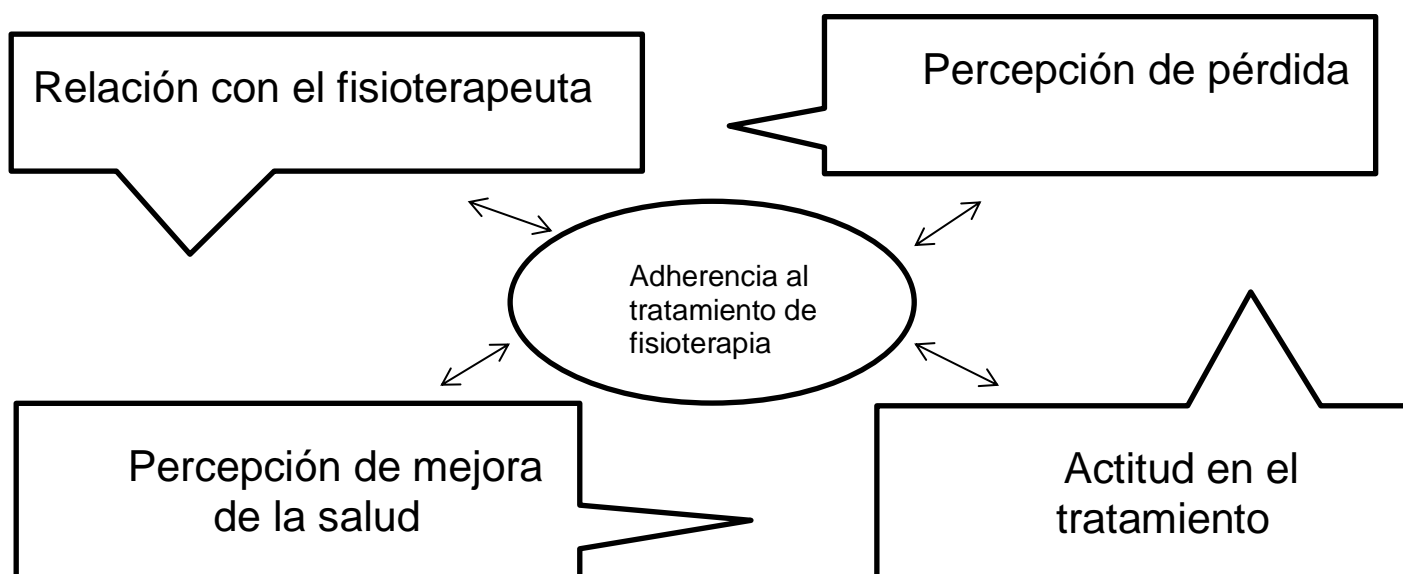 Relación con el fisioterapeuta
Percepción de pérdida
Adherencia al
tratamiento de
fisioterapia
Percepción de mejora
de la salud
Actitud en el
tratamiento